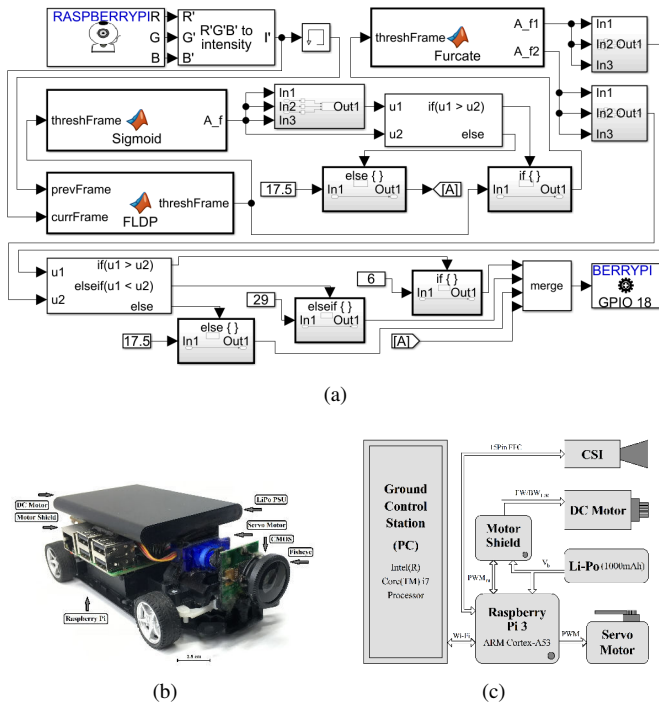 RASPBERRYPI
R
G
B
R'
G'
B'
R'G'B' to
intensity
I'
threshFrame
Furcate
A_f1
A_f2
In1
In2 Out1
In3
In1
In2 Out1
In3
threshFrame
Sigmoid
A_f
In1
In2
In3
Out1
u1
u2
if(u1 > u2)
else
17.5
else { }
In1 Out1
[A]
if { }
In1 Out1
prevFrame
currFrame
FLDP
threshFrame
u1
u2
if(u1 > u2)
elseif(u1 < u2)
else
6
if { }
In1 Out1
29
elseif { }
In1 Out1
17.5
else { }
In1 Out1
[A]
merge
BERRYPI
GPIO 18
(a)
DC Motor
Motor Shield
LiPo PSU
Servo Motor
CMOS
Fisheye
Raspberry Pi
(b)
Ground
Control
Station
(PC)
Intel(R)
Core(TM) i7
Processor
15Pin FFC
CSI
DC Motor
Motor
Shield
Li-Po (1000mAh)
Raspberry
Pi 3
ARM Cortex-A53
Wi-Fi
PWM
Servo
Motor
(c)